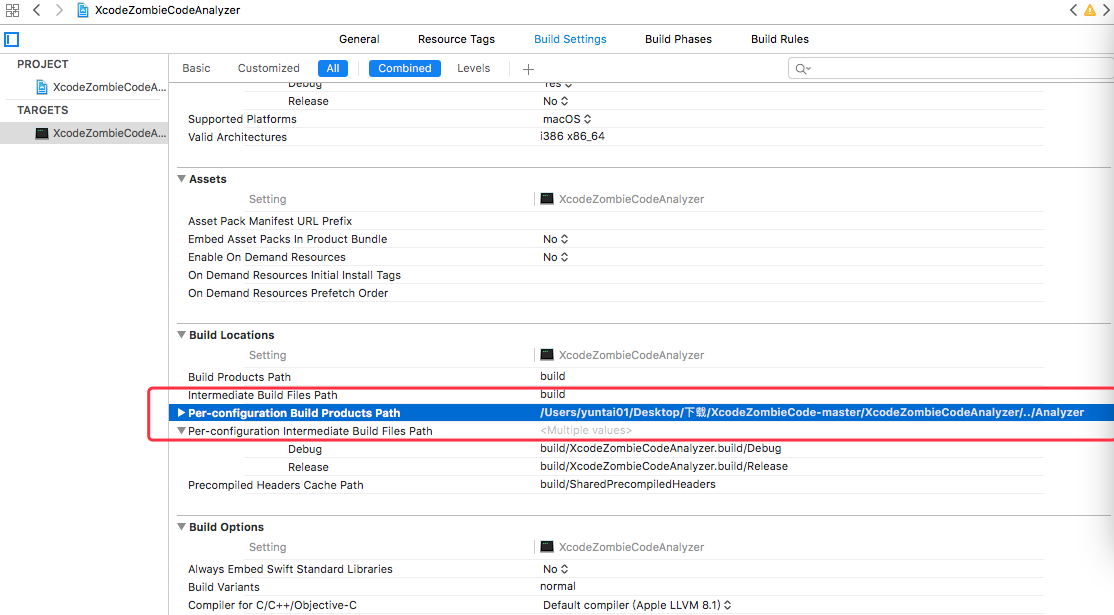 XcodeZombieCodeAnalyzer
General Resource Tags Build Settings Build Phases Build Rules
PROJECT
XcodeZombieCodeA...
TARGETS
XcodeZombieCodeA...
Basic Customized All Combined Levels
Debug Yes
Release No
Supported Platforms macOS
Valid Architectures i386 x86_64
Assets
Setting XcodeZombieCodeAnalyzer
Asset Pack Manifest URL Prefix
Embed Asset Packs In Product Bundle No
Enable On Demand Resources No
On Demand Resources Initial Install Tags
On Demand Resources Prefetch Order
Build Locations
Setting XcodeZombieCodeAnalyzer
Build Products Path build
Intermediate Build Files Path build
Per-configuration Build Products Path /Users/yuntai01/Desktop/下载/XcodeZombieCode-master/XcodeZombieCodeAnalyzer/../Analyzer
Per-configuration Intermediate Build Files Path <Multiple values>
Debug build/XcodeZombieCodeAnalyzer.build/Debug
Release build/XcodeZombieCodeAnalyzer.build/Release
Precompiled Headers Cache Path build/SharedPrecompiledHeaders
Build Options
Setting XcodeZombieCodeAnalyzer
Always Embed Swift Standard Libraries No
Build Variants normal
Compiler for C/C++/Objective-C Default compiler (Apple LLVM 8.1)